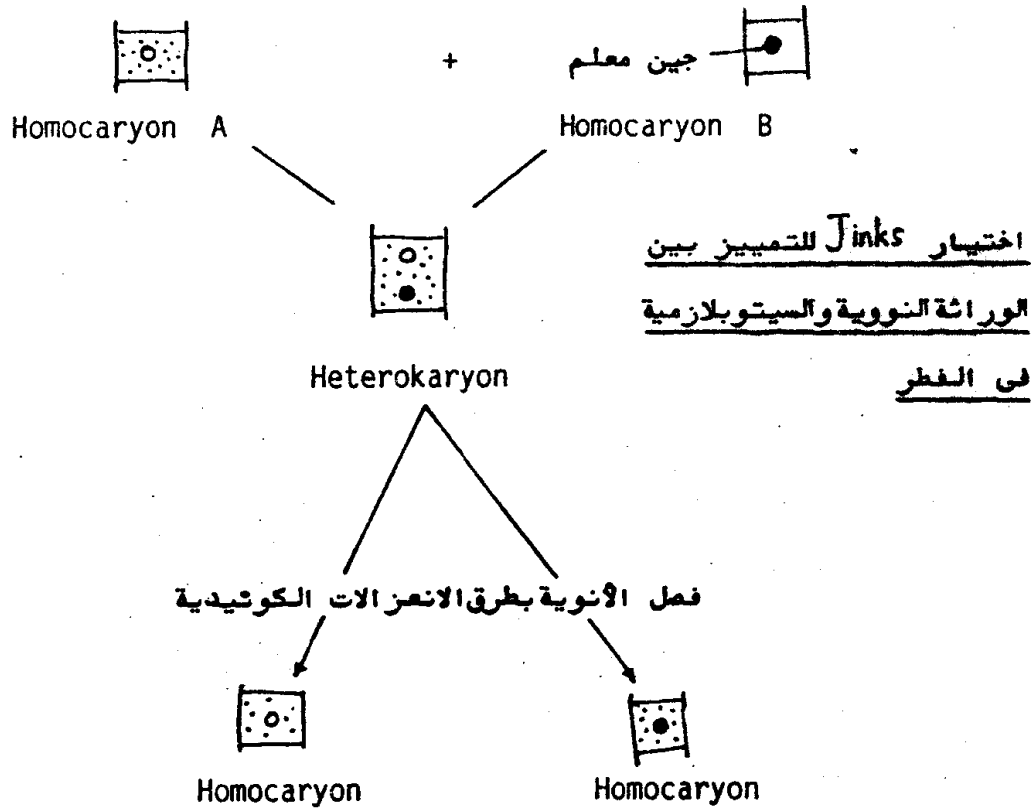 +
جين معلم
Homocaryon A
Homocaryon B
اختيار Jinks للتمييز بين
الوراثة النووية والسيتوبلازمية
فى الفطر
Heterokaryon
فصل الأنوية بطرق الانعزالات الكونيدية
Homocaryon
Homocaryon